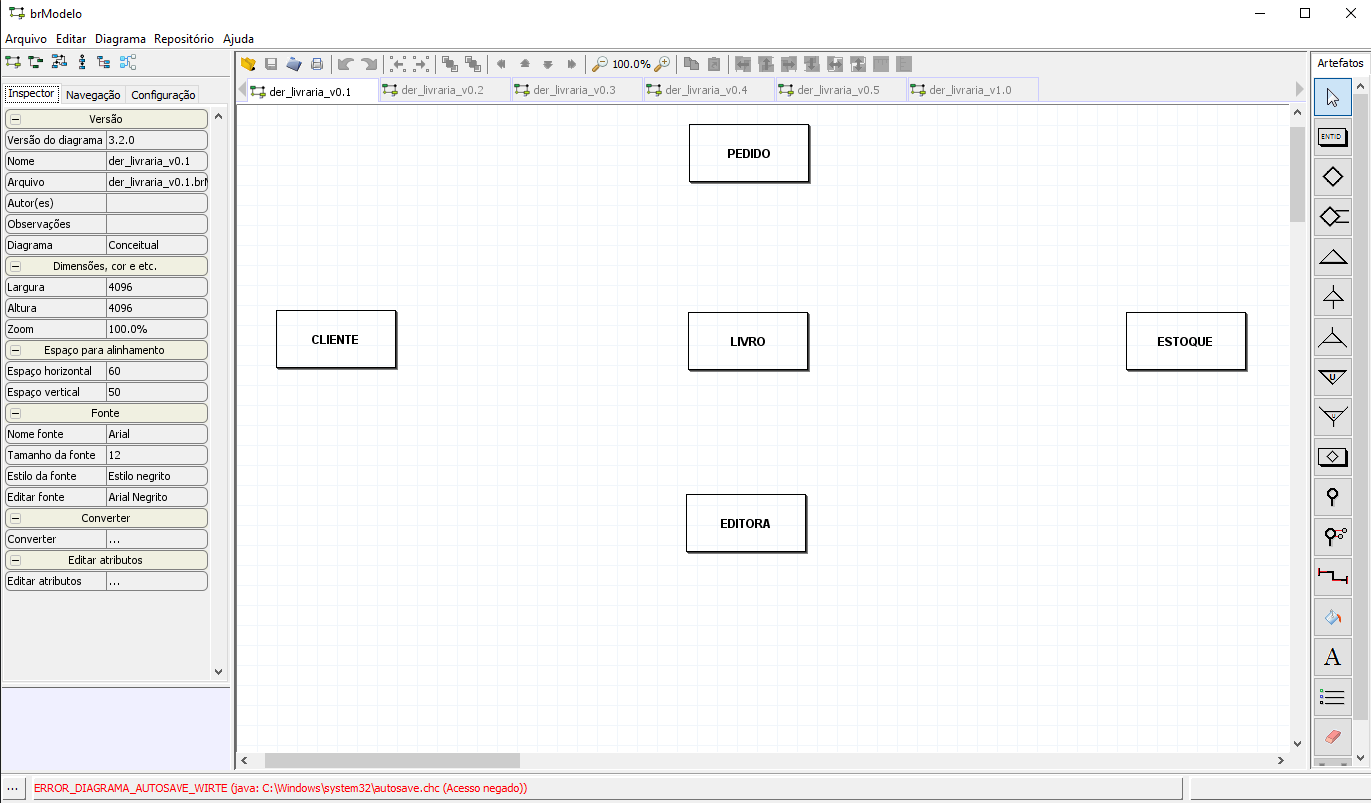 brModelo
Arquivo Editar Diagrama Repositório Ajuda
100.0%
Artefatos
der_livraria_v0.1 der_livraria_v0.2 der_livraria_v0.3 der_livraria_v0.4 der_livraria_v0.5 der_livraria_v1.0
Inspector Navegação Configuração
Versão
Versão do diagrama 3.2.0
Nome der_livraria_v0.1
Arquivo der_livraria_v0.1.brM
Autor(es)
Observações
Diagrama Conceitual
Dimensões, cor e etc.
Largura 4096
Altura 4096
Zoom 100.0%
Espaço para alinhamento
Espaço horizontal 60
Espaço vertical 50
Fonte
Nome fonte Arial
Tamanho da fonte 12
Estilo da fonte Estilo negrito
Editar fonte Arial Negrito
Converter
Converter ...
Editar atributos
Editar atributos ...
PEDIDO
CLIENTE
LIVRO
ESTOQUE
EDITORA
ENTID
U
A
... ERROR_DIAGRAMA_AUTOSAVE_WIRTE (java: C:\Windows\system32\autosave.chc (Acesso negado))